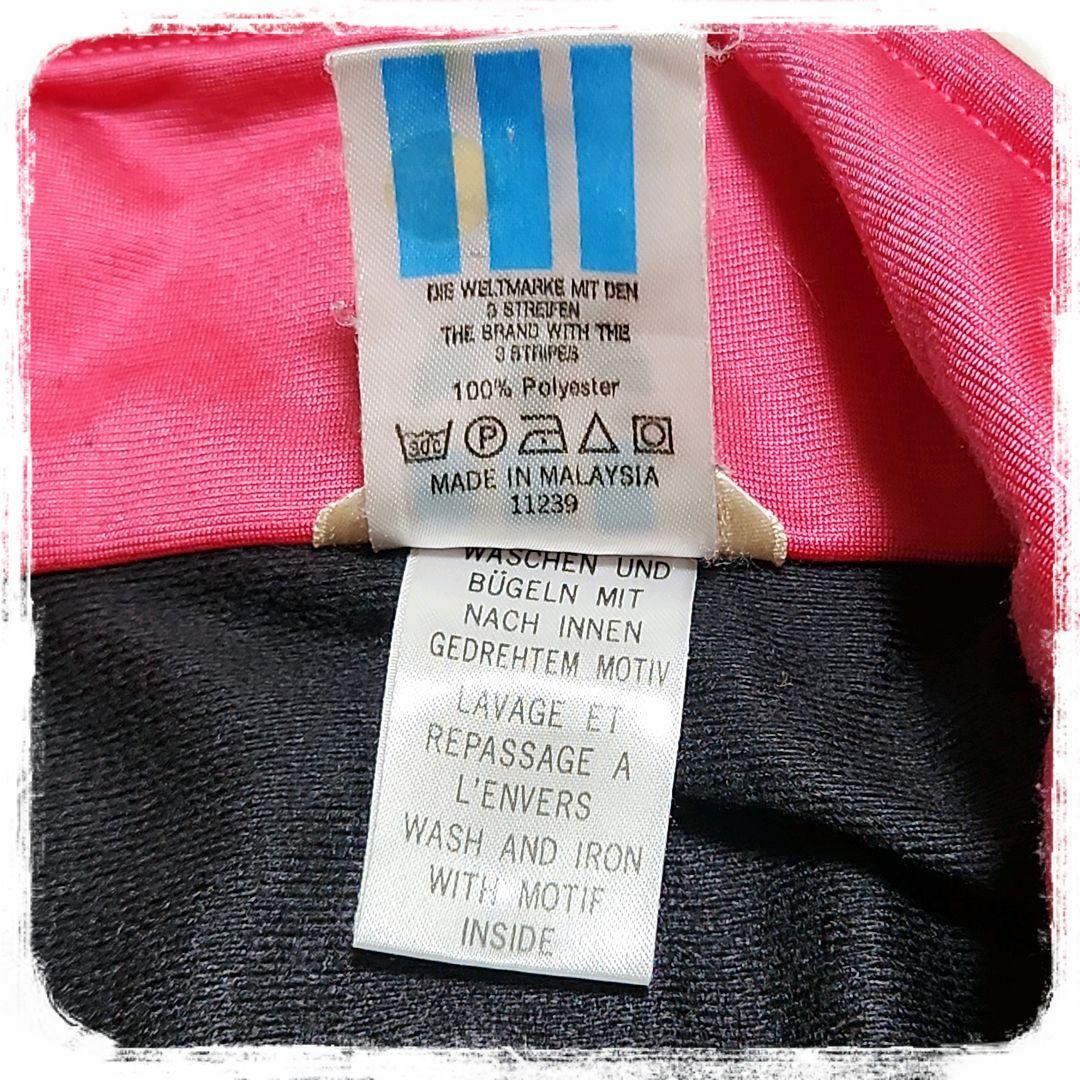 DIE WELTMARKE MIT DEN
3 STREIFEN
THE BRAND WITH THE
3 STRIPES
100% Polyester
30c
P
MADE IN MALAYSIA
11239
WASCHEN UND
BÜGELN MIT
NACH INNEN
GEDREHTEM MOTIV
LAVAGE ET
REPASSAGE A
L'ENVERS
WASH AND IRON
WITH MOTIF
INSIDE